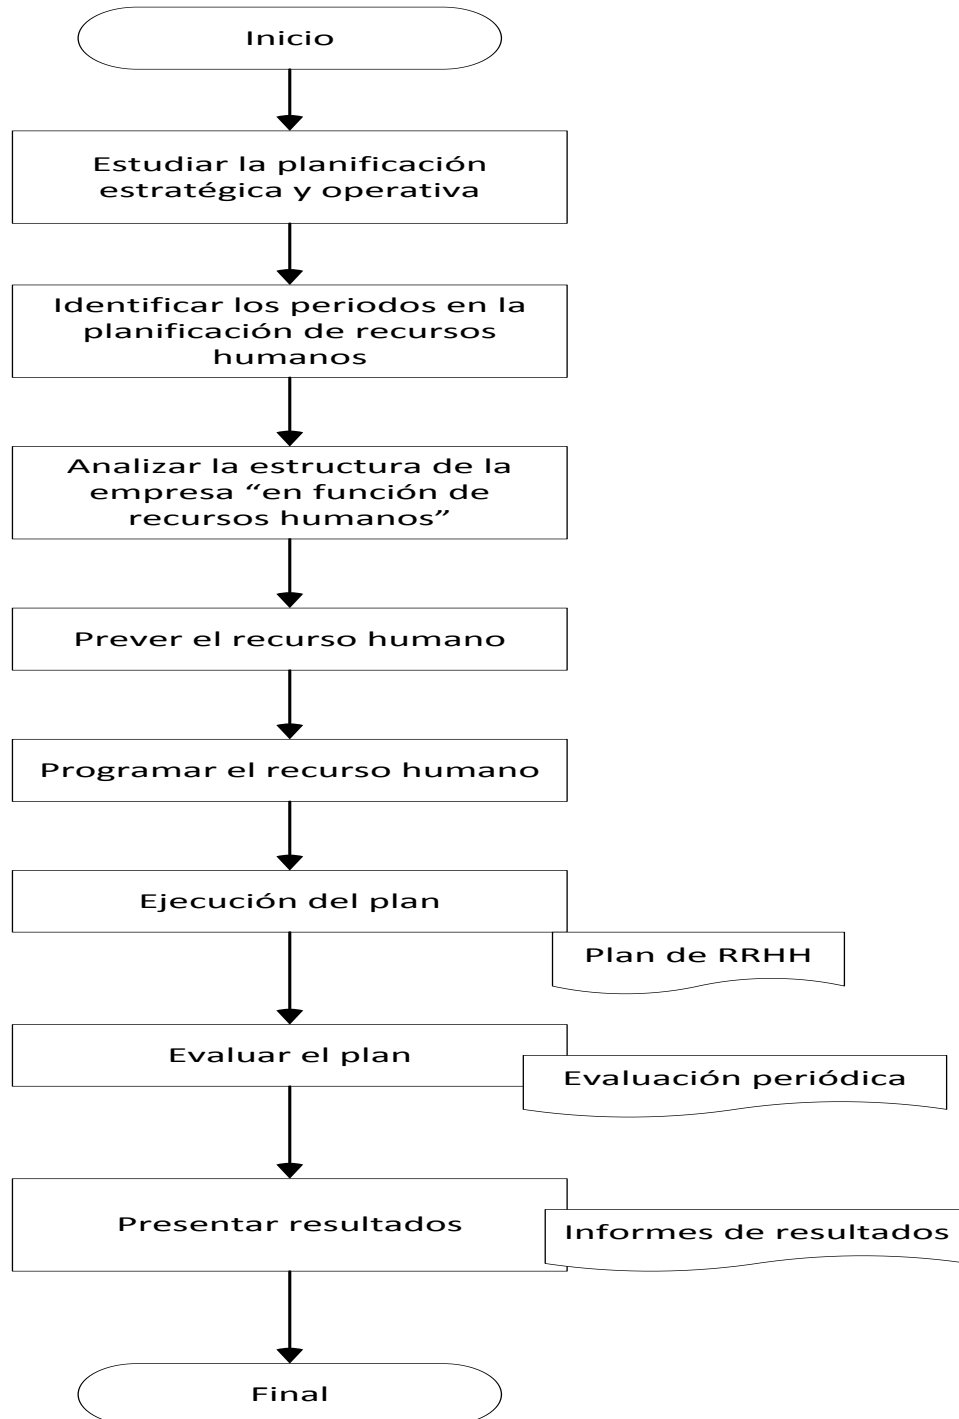 Inicio
Estudiar la planificación
estratégica y operativa
Identificar los periodos en la
planificación de recursos
humanos
Analizar la estructura de la
empresa “en función de
recursos humanos”
Prever el recurso humano
Programar el recurso humano
Ejecución del plan
Plan de RRHH
Evaluar el plan
Evaluación periódica
Presentar resultados
Informes de resultados
Final